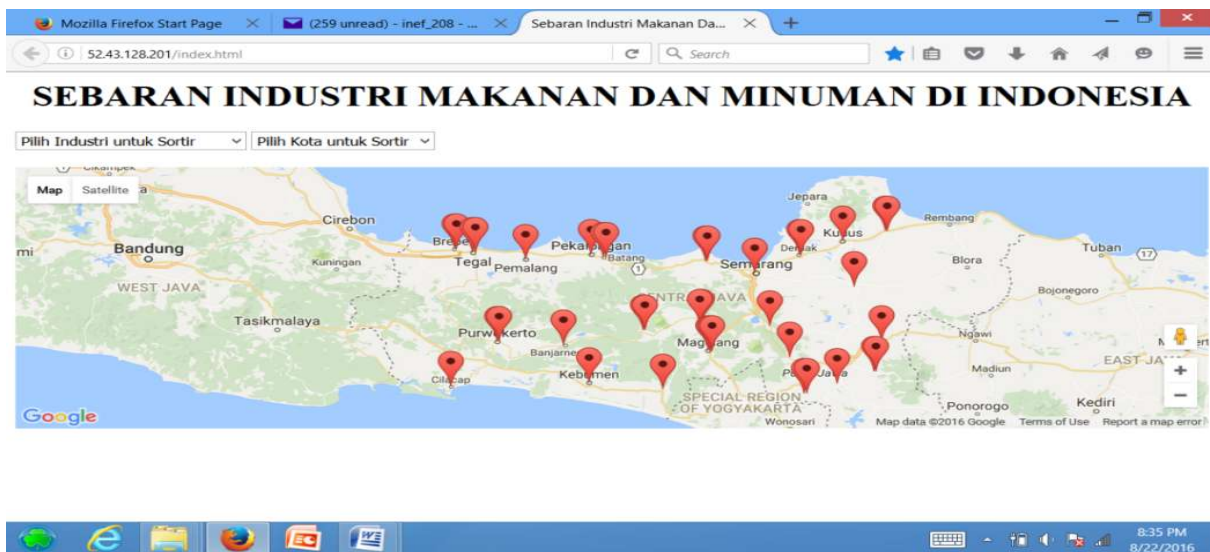 Mozilla Firefox Start Page
(259 unread) - inef_208 - ...
Sebaran Industri Makanan Da...
52.43.128.201/index.html
Search
SEBARAN INDUSTRI MAKANAN DAN MINUMAN DI INDONESIA
Pilih Industri untuk Sortir
Pilih Kota untuk Sortir
Map
Satellite
Jepara
Cirebon
Rembang
Bandung
Tegal
Pemalang
Batang
Semarang
Blora
Tuban
17
Kuningan
1
WEST JAVA
Bojonegoro
Tasikmalaya
Purwokerto
Magelang
Ngawi
Madiun
Cilacap
Kebumen
SPECIAL REGION
OF YOGYAKARTA
Ponorogo
Kediri
Google
Wonosari
Map data ©2016 Google
Terms of Use
Report a map error
8:35 PM
8/22/2016